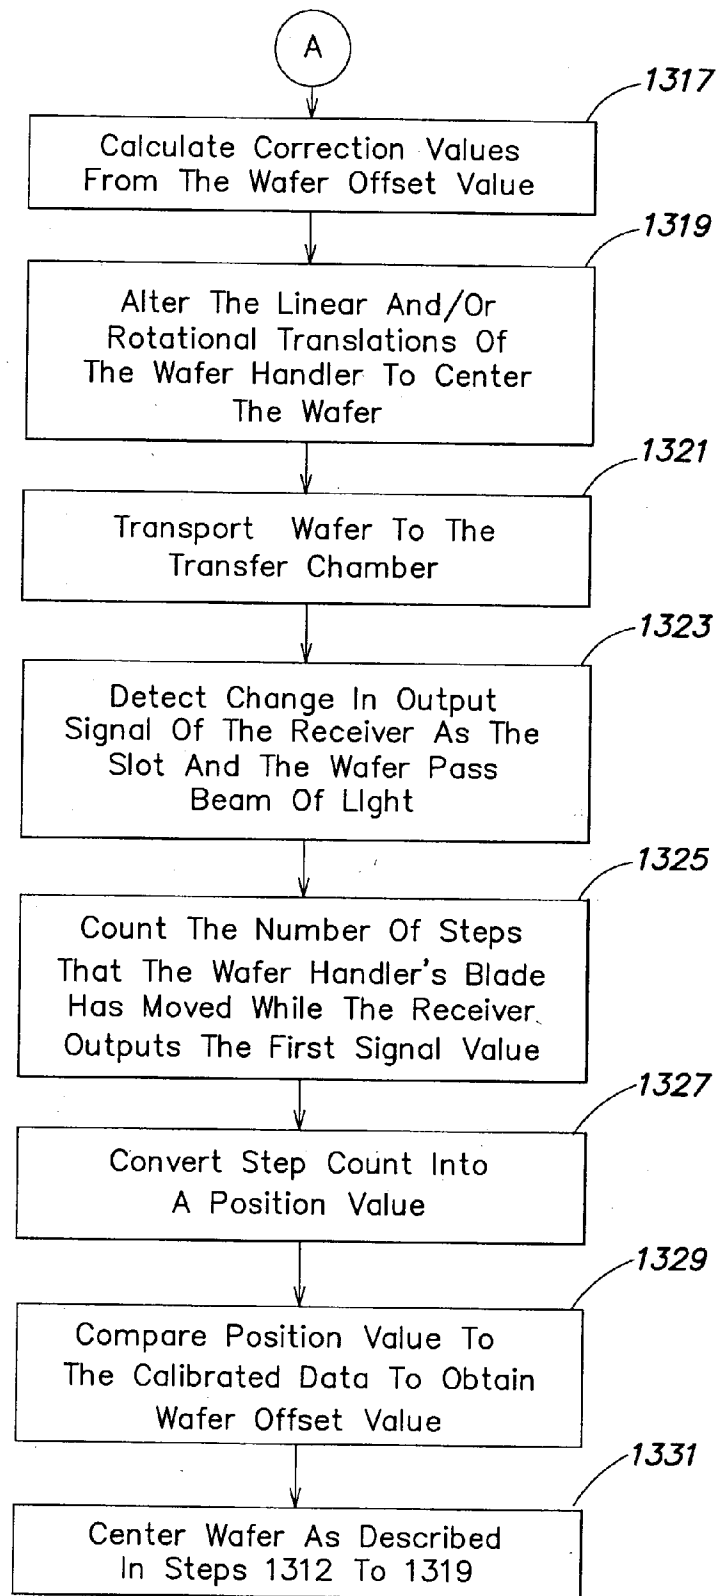 A
1317
Calculate Correction Values
From The Wafer Offset Value
1319
Alter The Linear And/Or
Rotational Translations Of
The Wafer Handler To Center
The Wafer
1321
Transport Wafer To The
Transfer Chamber
1323
Detect Change In Output
Signal Of The Receiver As The
Slot And The Wafer Pass
Beam Of LIght
1325
Count The Number Of Steps
That The Wafer Handler's Blade
Has Moved While The Receiver
Outputs The First Signal Value
1327
Convert Step Count Into
A Position Value
1329
Compare Position Value To
The Calibrated Data To Obtain
Wafer Offset Value
1331
Center Wafer As Described
In Steps 1312 To 1319